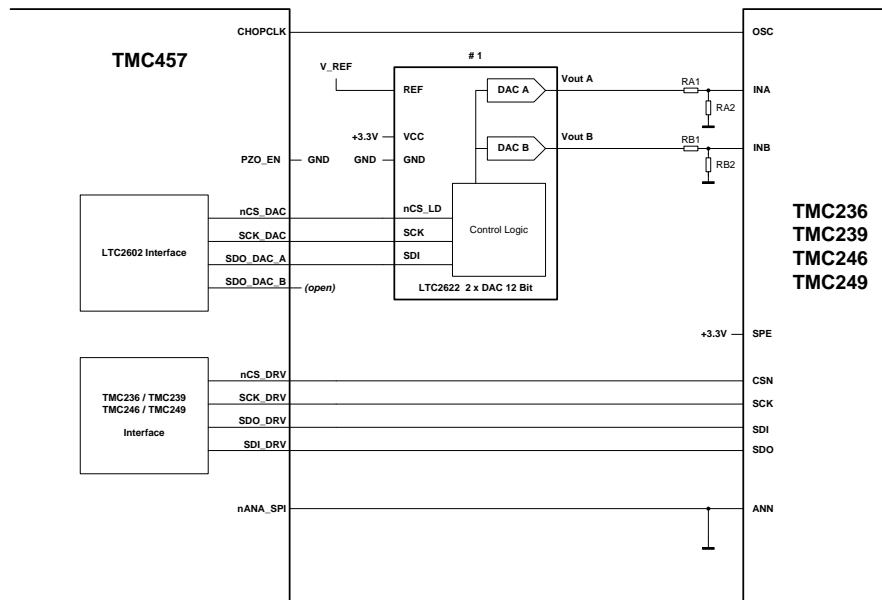 CHOPCLK
OSC
TMC457
# 1
V_REF
Vout A
REF
DAC A
RA1
INA
RA2
+3.3V
VCC
Vout B
DAC B
RB1
INB
PZO_EN
GND
GND
GND
RB2
nCS_DAC
nCS_LD
TMC236
SCK_DAC
SCK
Control Logic
TMC239
LTC2602 Interface
SDO_DAC_A
SDI
TMC246
SDO_DAC_B
(open)
LTC2622 2 x DAC 12 Bit
TMC249
+3.3V
SPE
nCS_DRV
CSN
TMC236 / TMC239
SCK_DRV
SCK
TMC246 / TMC249
SDO_DRV
SDI
Interface
SDI_DRV
SDO
nANA_SPI
ANN